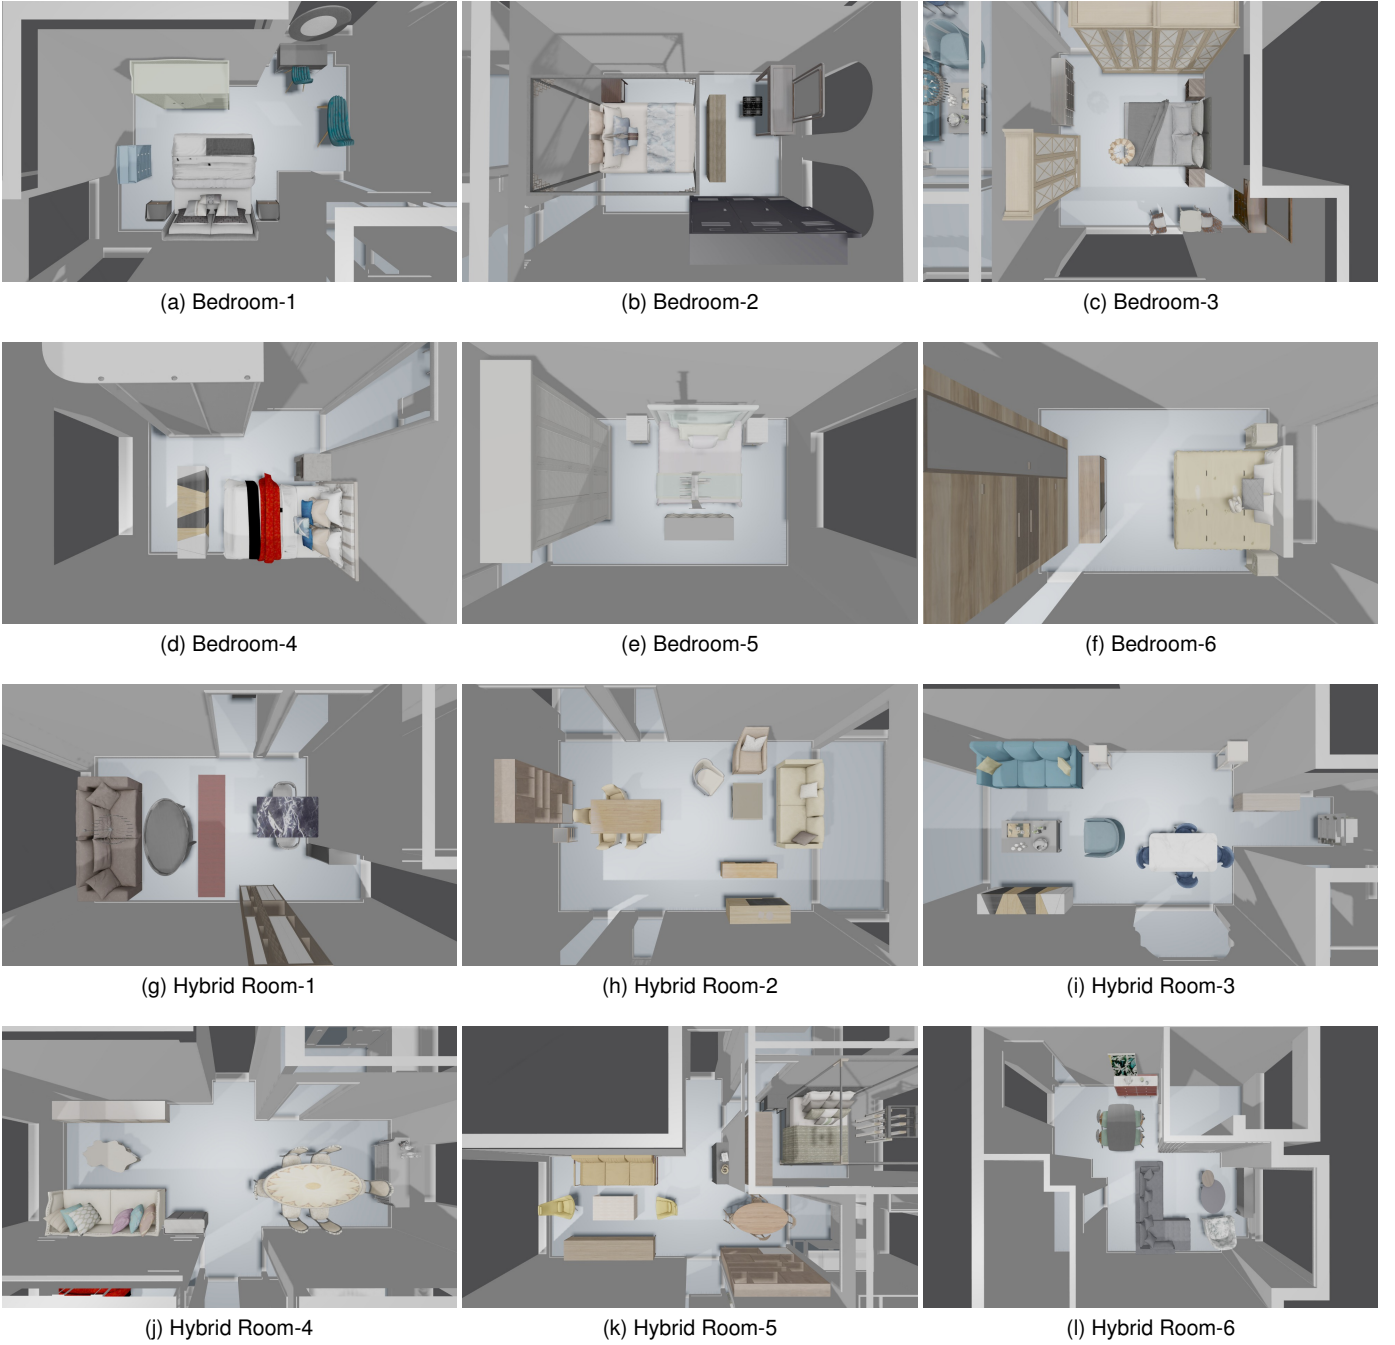 (a) Bedroom-1
(b) Bedroom-2
(c) Bedroom-3
(d) Bedroom-4
(e) Bedroom-5
(f) Bedroom-6
(g) Hybrid Room-1
(h) Hybrid Room-2
(i) Hybrid Room-3
(j) Hybrid Room-4
(k) Hybrid Room-5
(l) Hybrid Room-6